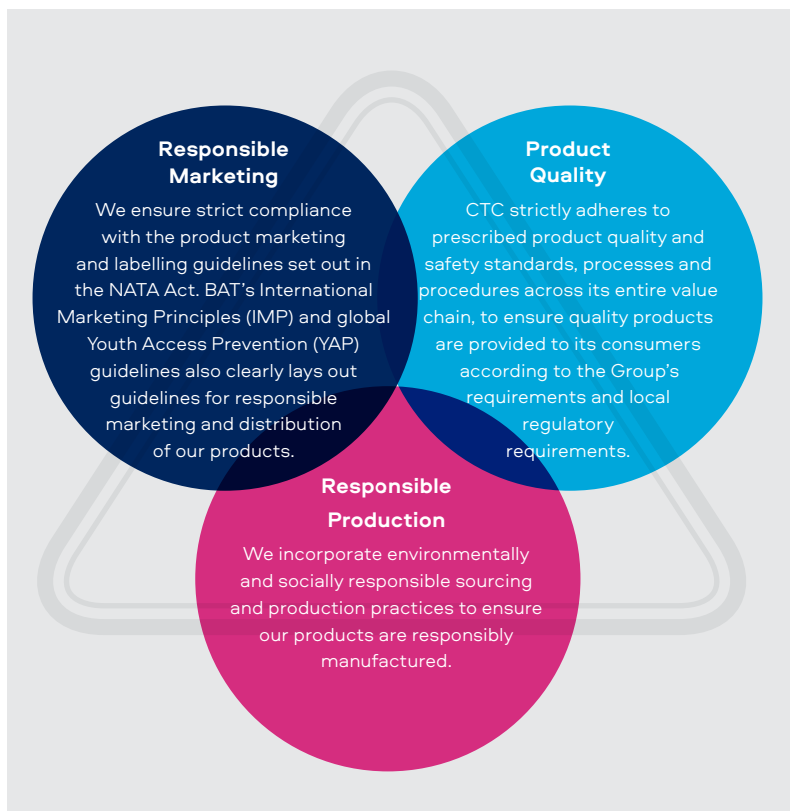 Responsible
Marketing
We ensure strict compliance
with the product marketing
and labelling guidelines set out in
the NATA Act. BAT's International
Marketing Principles (IMP) and global
Youth Access Prevention (YAP)
guidelines also clearly lays out
guidelines for responsible
marketing and distribution
of our products.
Product
Quality
CTC strictly adheres to
prescribed product quality and
safety standards, processes and
procedures across its entire value
chain, to ensure quality products
are provided to its consumers
according to the Group's
requirements and local
regulatory
requirements.
Responsible
Production
We incorporate environmentally
and socially responsible sourcing
and production practices to ensure
our products are responsibly
manufactured.